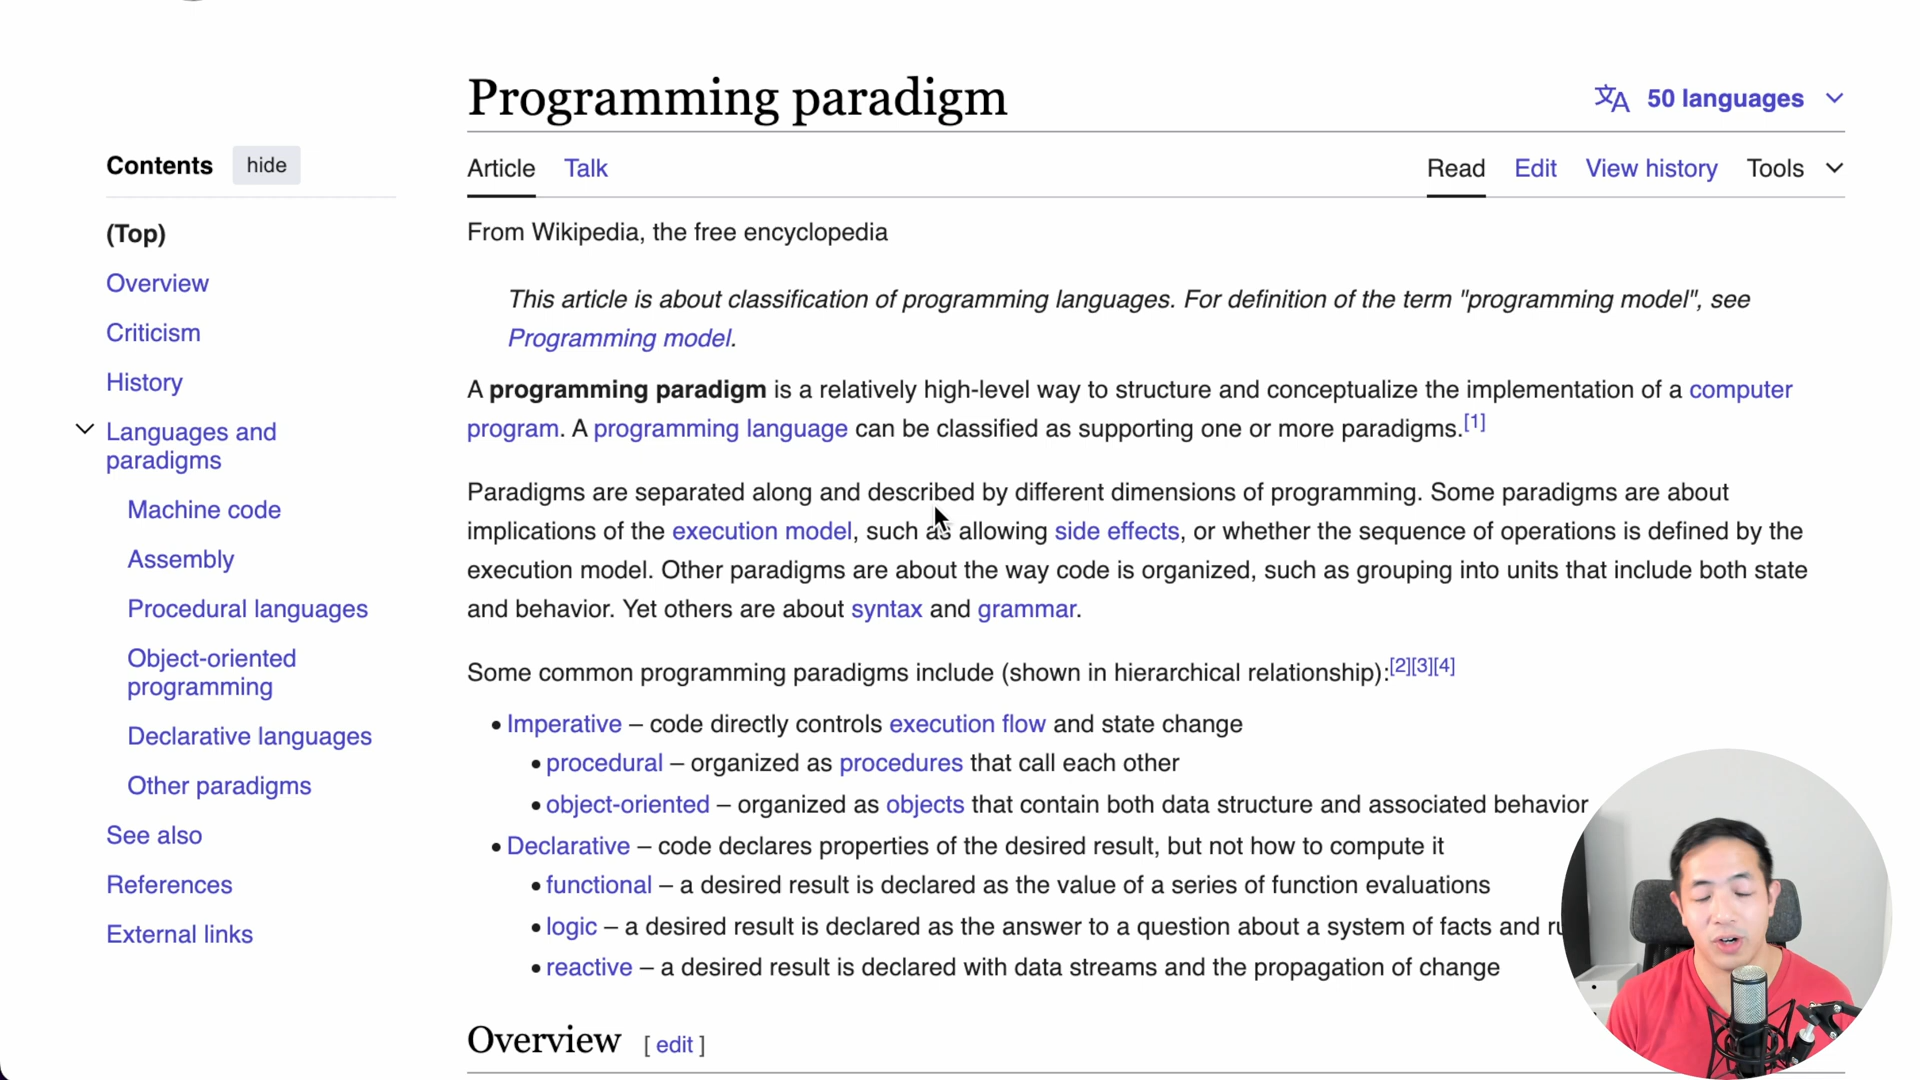 Programming paradigm
50 languages
Contents hide
Article Talk
Read Edit View history Tools
(Top)
Overview
Criticism
History
Languages and
paradigms
Machine code
Assembly
Procedural languages
Object-oriented
programming
Declarative languages
Other paradigms
See also
References
External links
From Wikipedia, the free encyclopedia
This article is about classification of programming languages. For definition of the term "programming model", see
Programming model.
A programming paradigm is a relatively high-level way to structure and conceptualize the implementation of a computer
program. A programming language can be classified as supporting one or more paradigms.[1]
Paradigms are separated along and described by different dimensions of programming. Some paradigms are about
implications of the execution model, such as allowing side effects, or whether the sequence of operations is defined by the
execution model. Other paradigms are about the way code is organized, such as grouping into units that include both state
and behavior. Yet others are about syntax and grammar.
Some common programming paradigms include (shown in hierarchical relationship):[2][3][4]
• Imperative – code directly controls execution flow and state change
• procedural – organized as procedures that call each other
• object-oriented – organized as objects that contain both data structure and associated behavior
• Declarative – code declares properties of the desired result, but not how to compute it
• functional – a desired result is declared as the value of a series of function evaluations
• logic – a desired result is declared as the answer to a question about a system of facts and
• reactive – a desired result is declared with data streams and the propagation of change
Overview [ edit ]